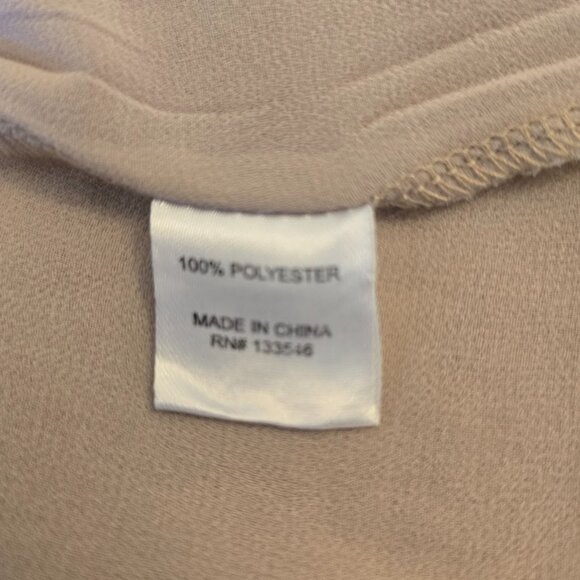 100% POLYESTER
MADE IN CHINA
RN# 133546